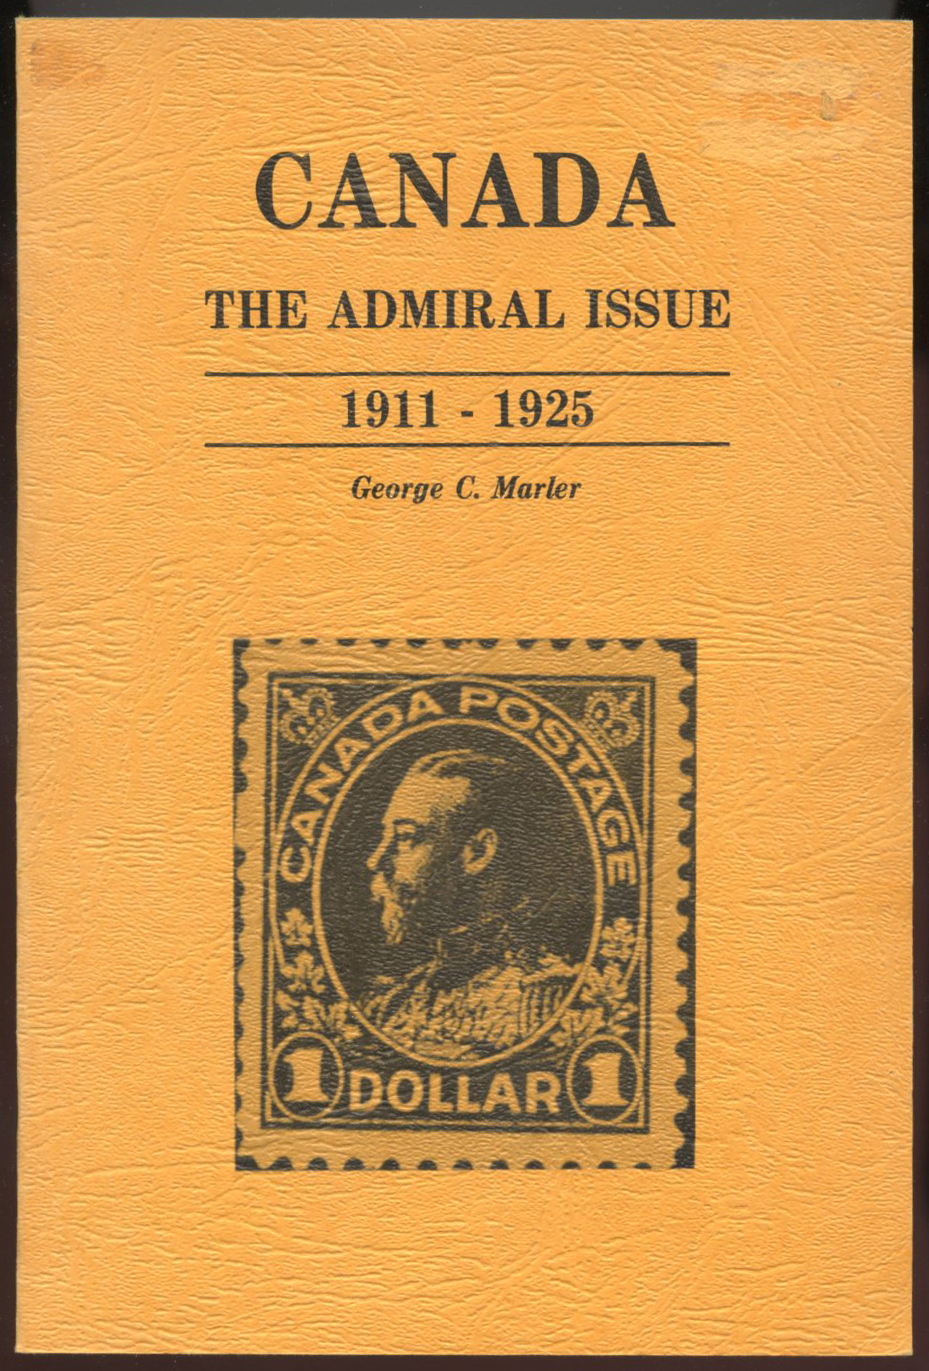 CANADA
THE ADMIRAL ISSUE
1911 - 1925
George C. Marler
CANADA POSTAGE
1 DOLLAR 1